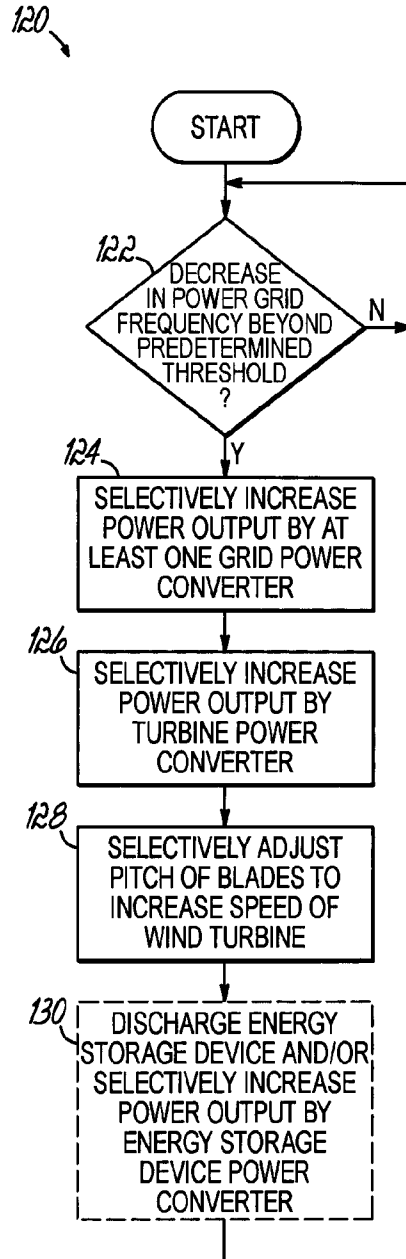 120
START
122
DECREASE
IN POWER GRID
FREQUENCY BEYOND
PREDETERMINED
THRESHOLD
?
N
Y
124
SELECTIVELY INCREASE
POWER OUTPUT BY AT
LEAST ONE GRID POWER
CONVERTER
126
SELECTIVELY INCREASE
POWER OUTPUT BY
TURBINE POWER
CONVERTER
128
SELECTIVELY ADJUST
PITCH OF BLADES TO
INCREASE SPEED OF
WIND TURBINE
130
DISCHARGE ENERGY
STORAGE DEVICE AND/OR
SELECTIVELY INCREASE
POWER OUTPUT BY
ENERGY STORAGE
DEVICE POWER
CONVERTER